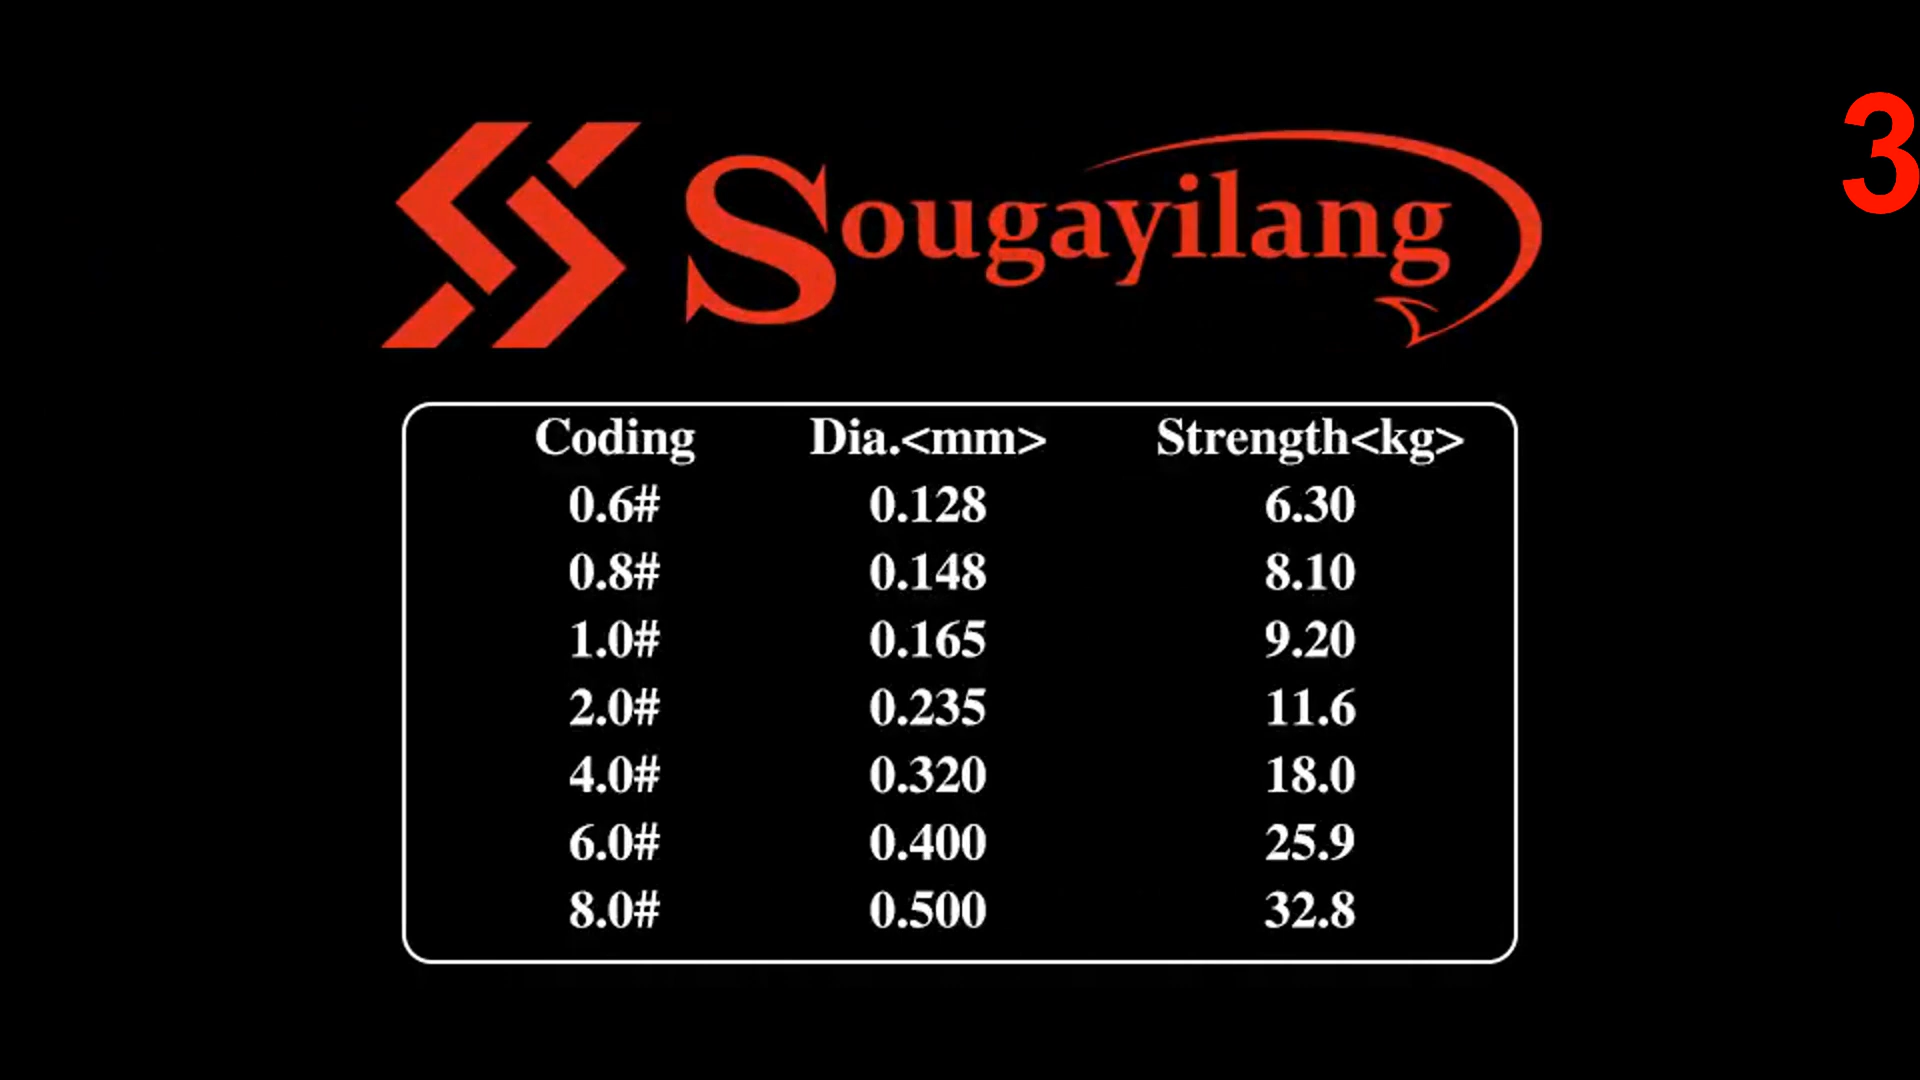 3
Sougayilang
Coding Dia.<mm> Strength<kg>
0.6# 0.128 6.30
0.8# 0.148 8.10
1.0# 0.165 9.20
2.0# 0.235 11.6
4.0# 0.320 18.0
6.0# 0.400 25.9
8.0# 0.500 32.8